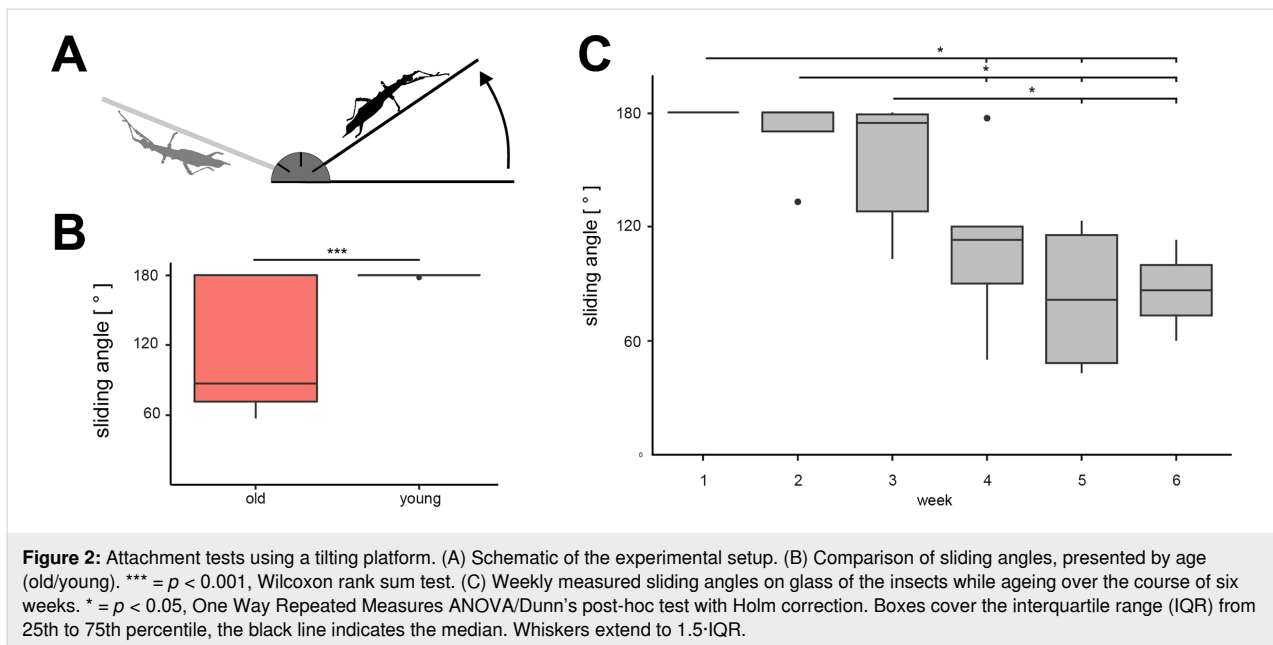 A
B
***
sliding angle [ ° ]
180
120
60
old
young
C
*
*
*
sliding angle [ ° ]
180
120
60
0
1 2 3 4 5 6
week
Figure 2: Attachment tests using a tilting platform. (A) Schematic of the experimental setup. (B) Comparison of sliding angles, presented by age
(old/young). *** = p < 0.001, Wilcoxon rank sum test. (C) Weekly measured sliding angles on glass of the insects while ageing over the course of six
weeks. * = p < 0.05, One Way Repeated Measures ANOVA/Dunn's post-hoc test with Holm correction. Boxes cover the interquartile range (IQR) from
25th to 75th percentile, the black line indicates the median. Whiskers extend to 1.5·IQR.